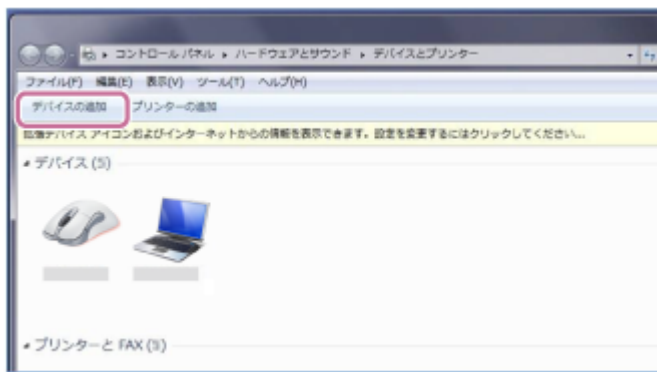 コントロール パネル ▸ ハードウェアとサウンド ▸ デバイスとプリンター
ファイル(F) 編集(E) 表示(V) ツール(T) ヘルプ(H)
デバイスの追加 プリンターの追加
拡張デバイス アイコンおよびインターネットからの情報を表示できます。設定を変更するにはクリックしてください...
デバイス (5)
プリンターと FAX (5)